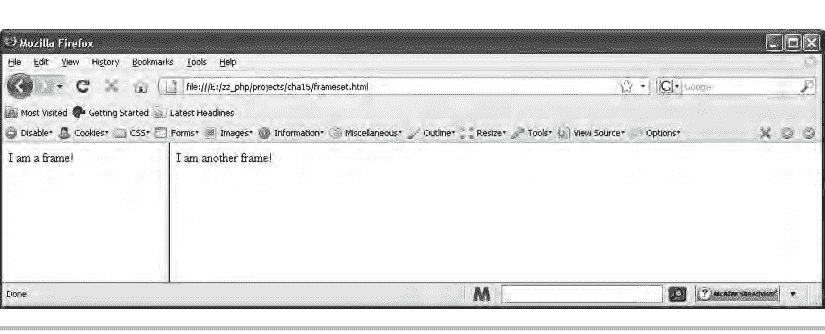 Mozilla Firefox
File Edit View History Bookmarks Tools Help
file:///E:/zz_php/projects/cha15/frameset.html Google
Most Visited Getting Started Latest Headlines
Disable Cookies CSS Forms Images Information Miscellaneous Outline Resize Tools View Source Options
I am a frame! I am another frame!
Done M McAfee SiteAdvisor